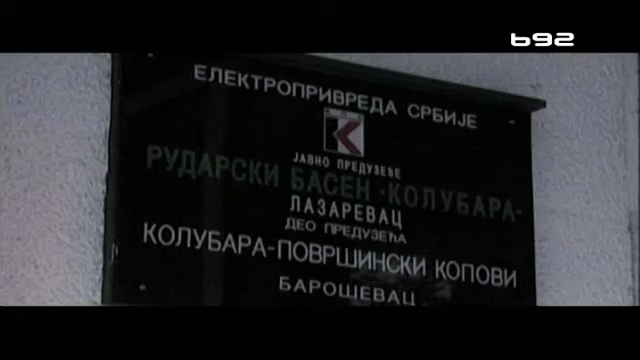 b92
ЕЛЕКТРОПРИВРЕДА СРБИЈЕ
ЈАВНО ПРЕДУЗЕЋЕ
РУДАРСКИ БАСЕН "КОЛУБАРА"
ЛАЗАРЕВАЦ
ДЕО ПРЕДУЗЕЋА
КОЛУБАРА-ПОВРШИНСКИ КОПОВИ
БАРОШЕВАЦ